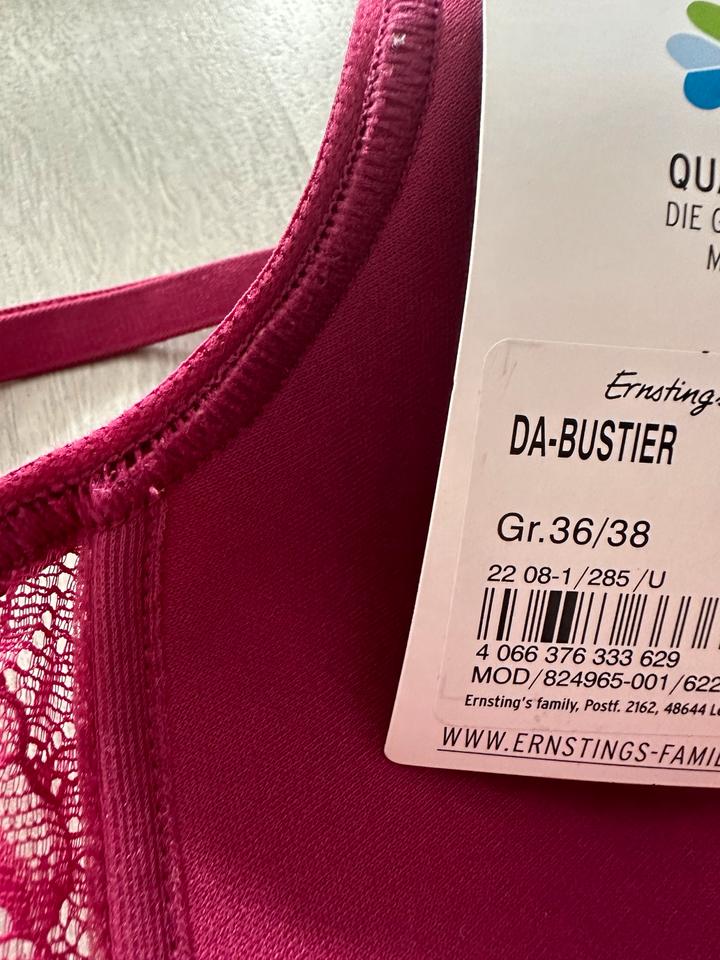 DIE
Ernsting's
DA-BUSTIER
Gr.36/38
22 08-1/285/U
4 066 376 333 629
MOD/824965-001/622
Ernsting's family, Postf. 2162, 48644
WWW.ERNSTINGS-FAMIL